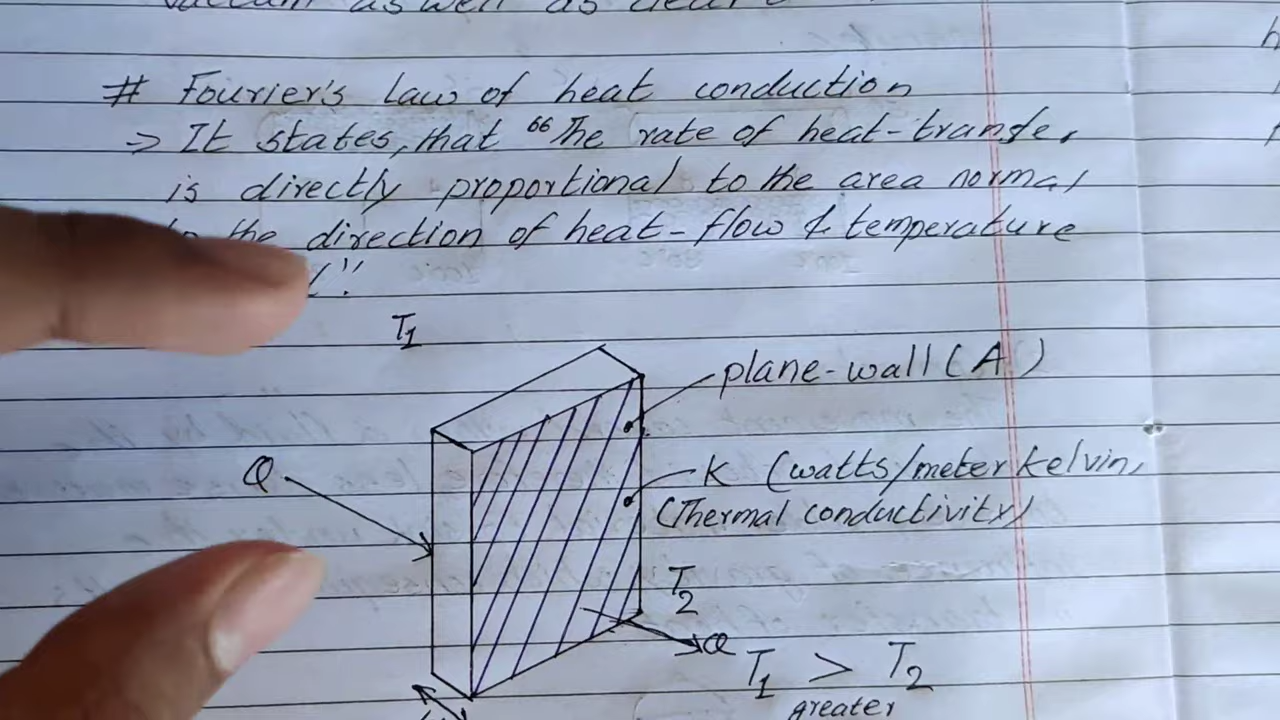 # Fourier's Law of heat conduction
⇒ It states, that "The rate of heat-transfe
is directly proportional to the area normal
the direction of heat-flow & temperature
T1
plane-wall (A)
Q
K (watts/meter kelvin)
(Thermal conductivity)
T2
Q
T1 > T2
greater